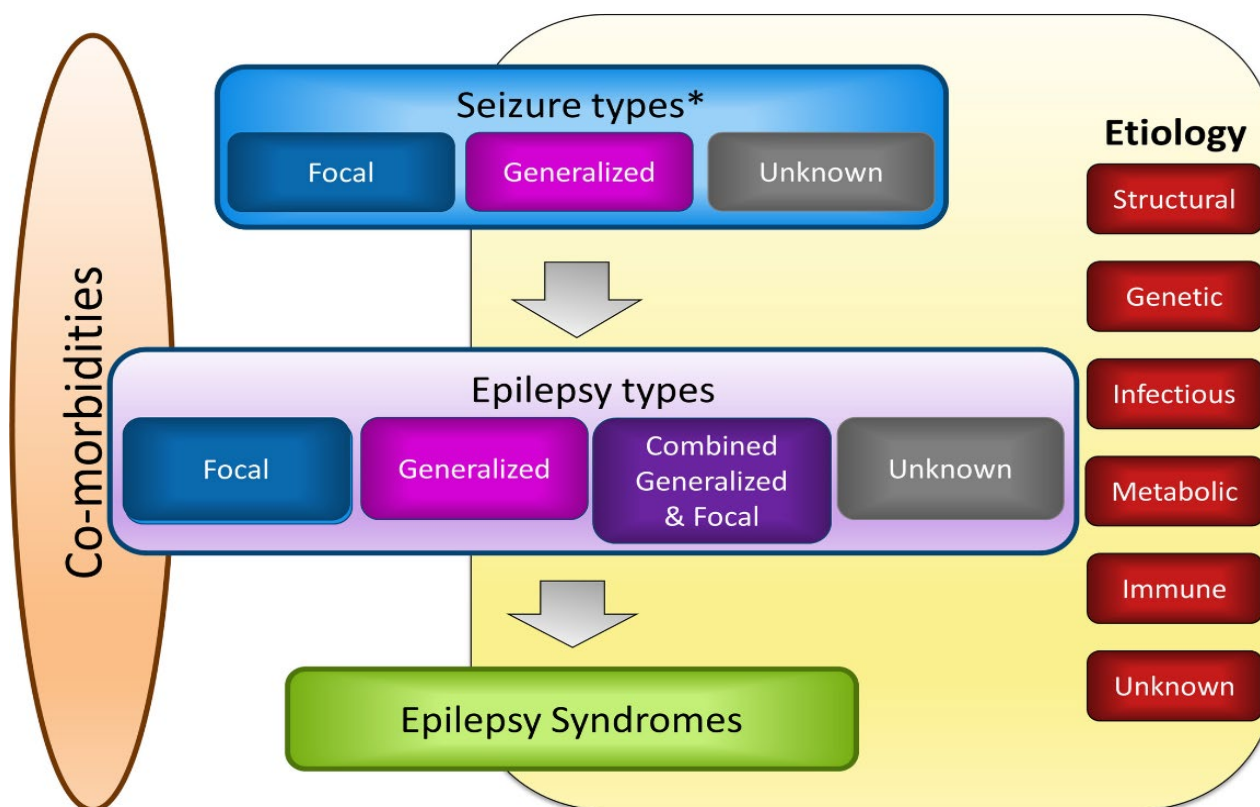 Co-morbidities
Seizure types*
Focal
Generalized
Unknown
Epilepsy types
Focal
Generalized
Combined
Generalized
& Focal
Unknown
Epilepsy Syndromes
Etiology
Structural
Genetic
Infectious
Metabolic
Immune
Unknown